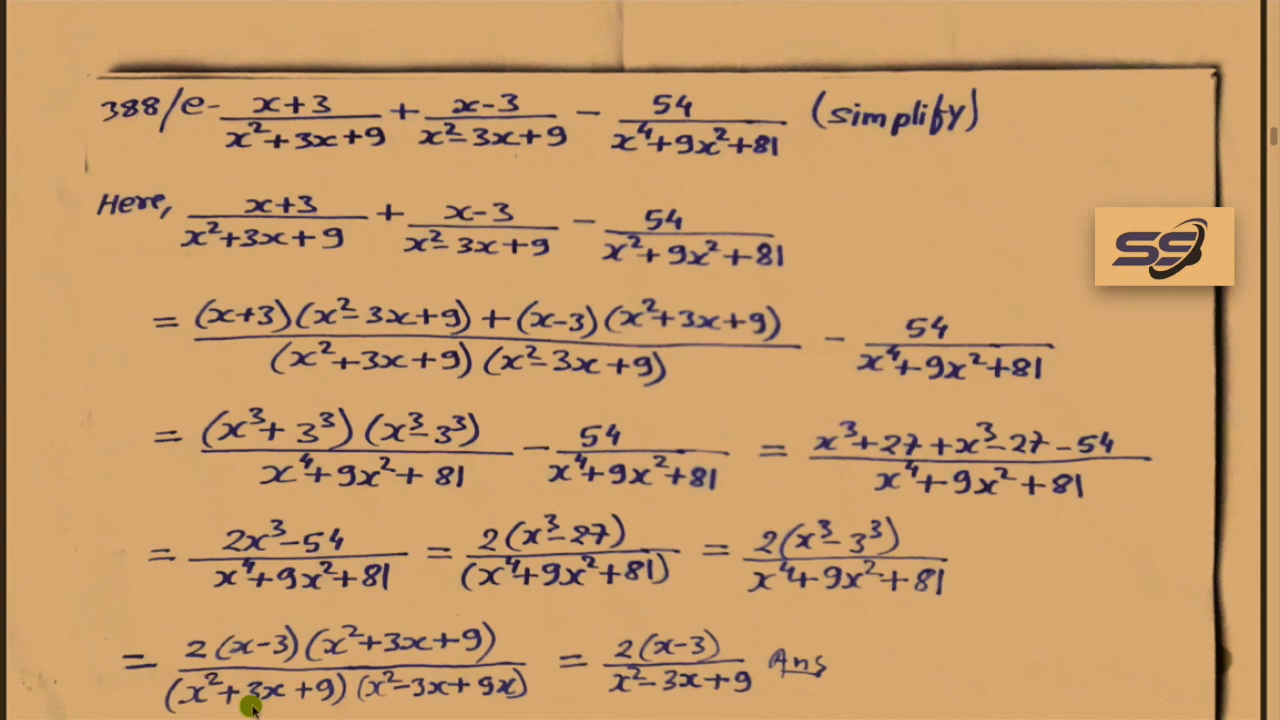 388/e- x+3/x²+3x+9 + x-3/x²-3x+9 - 54/x⁴+9x²+81 (simplify)
Here, x+3/x²+3x+9 + x-3/x²-3x+9 - 54/x²+9x²+81
= (x+3)(x²-3x+9)+(x-3)(x²+3x+9)/(x²+3x+9)(x²-3x+9) - 54/x⁴+9x²+81
= (x³+3³)(x³-3³)/x⁴+9x²+81 - 54/x⁴+9x²+81 = x³+27+x³-27-54/x⁴+9x²+81
= 2x³-54/x⁴+9x²+81 = 2(x³-27)/(x⁴+9x²+81) = 2(x³-3³)/x⁴+9x²+81
= 2(x-3)(x²+3x+9)/(x²+3x+9)(x²-3x+9x) = 2(x-3)/x²-3x+9 Ans
SS